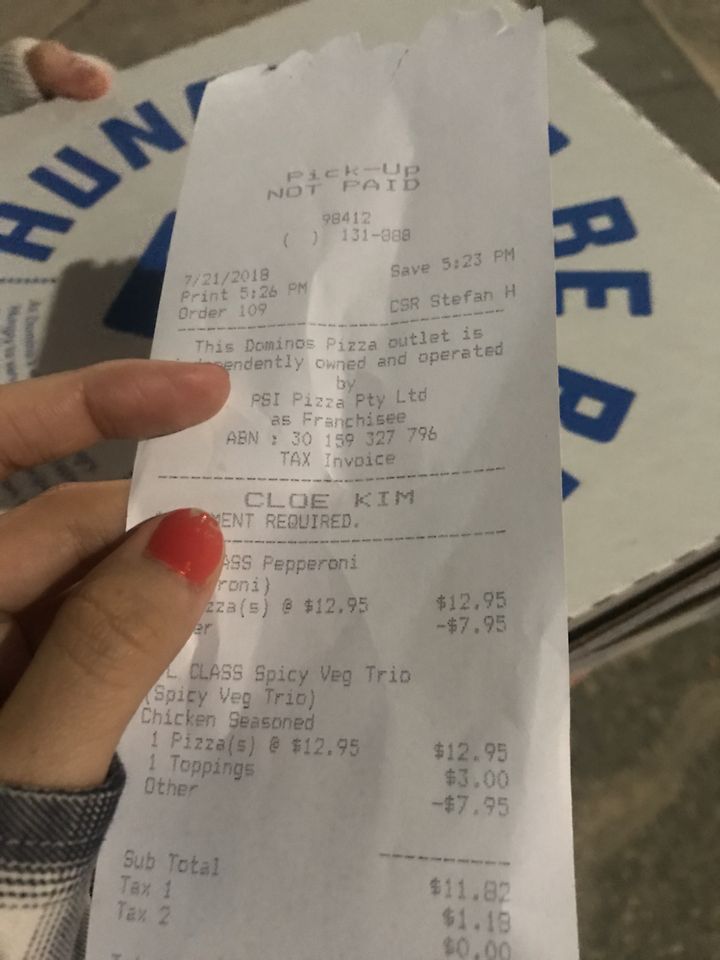 Pick-Up
NOT PAID
98412
( ) 131-888
7/21/2018 Save 5:23 PM
Print 5:26 PM
Order 109 CSR Stefan H
This Dominos Pizza outlet is
owned and operated
by
PSI Pizza Pty Ltd
as Franchisee
ABN : 30 159 327 796
TAX Invoice
CLOE KIM
REQUIRED.
Pepperoni
@ $12.95 $12.95
-$7.95
CLASS Spicy Veg Trio
(Spicy Veg Trio)
Chicken Seasoned
1 Pizza(s) @ $12.95 $12.95
1 Toppings $3.00
Other -$7.95
Sub Total $11.82
Tax 1 $1.18
Tax 2 $0.00